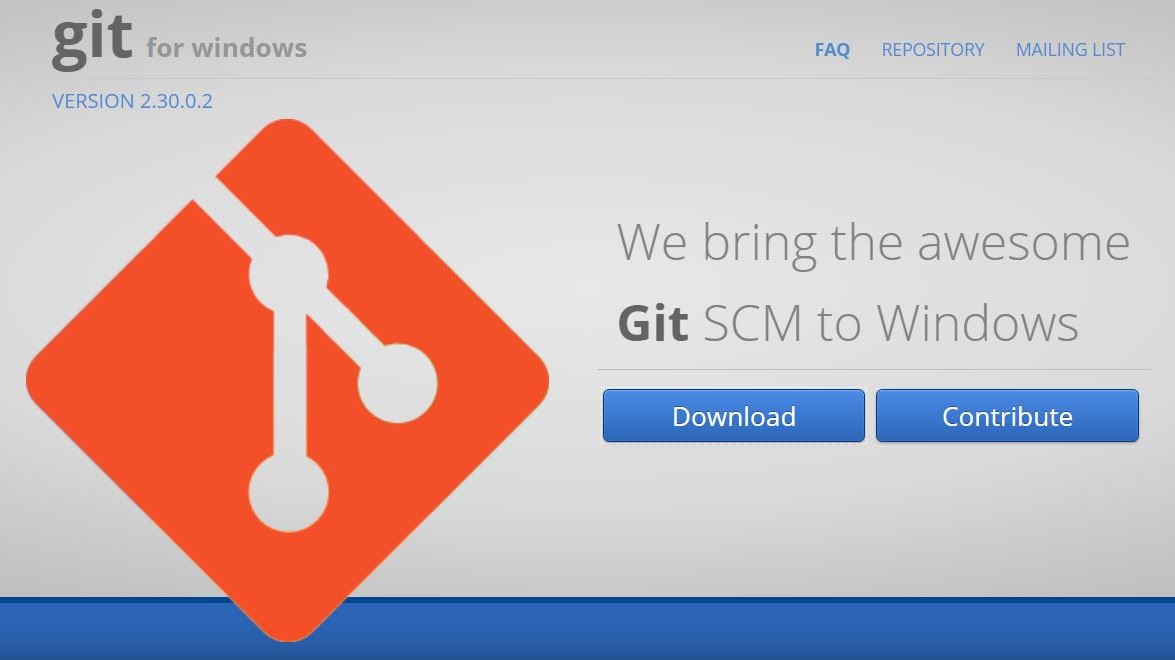 git for windows
FAQ REPOSITORY MAILING LIST
VERSION 2.30.0.2
We bring the awesome
Git SCM to Windows
Download Contribute